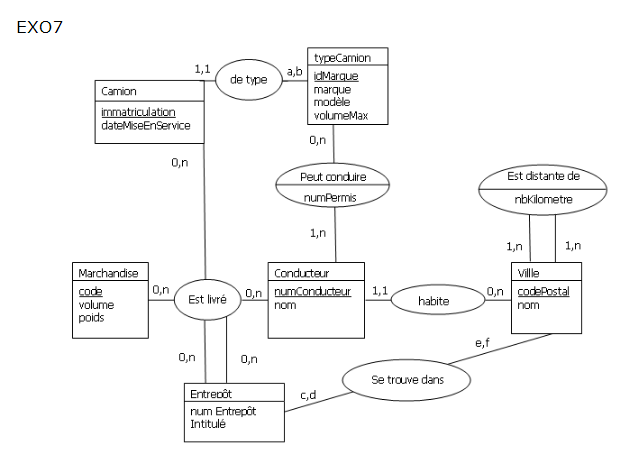 EXO7
typeCamion
idMarque
marque
modèle
volumeMax
1,1
de type
a,b
Camion
immatriculation
dateMiseEnService
0,n
0,n
Peut conduire
numPermis
Est distante de
nbKilometre
1,n
1,n
1,n
Marchandise
code
volume
poids
0,n
Est livré
0,n
Conducteur
numConducteur
nom
1,1
habite
0,n
Villle
codePostal
nom
0,n
0,n
e,f
Se trouve dans
c,d
Entrepôt
num Entrepôt
Intitulé